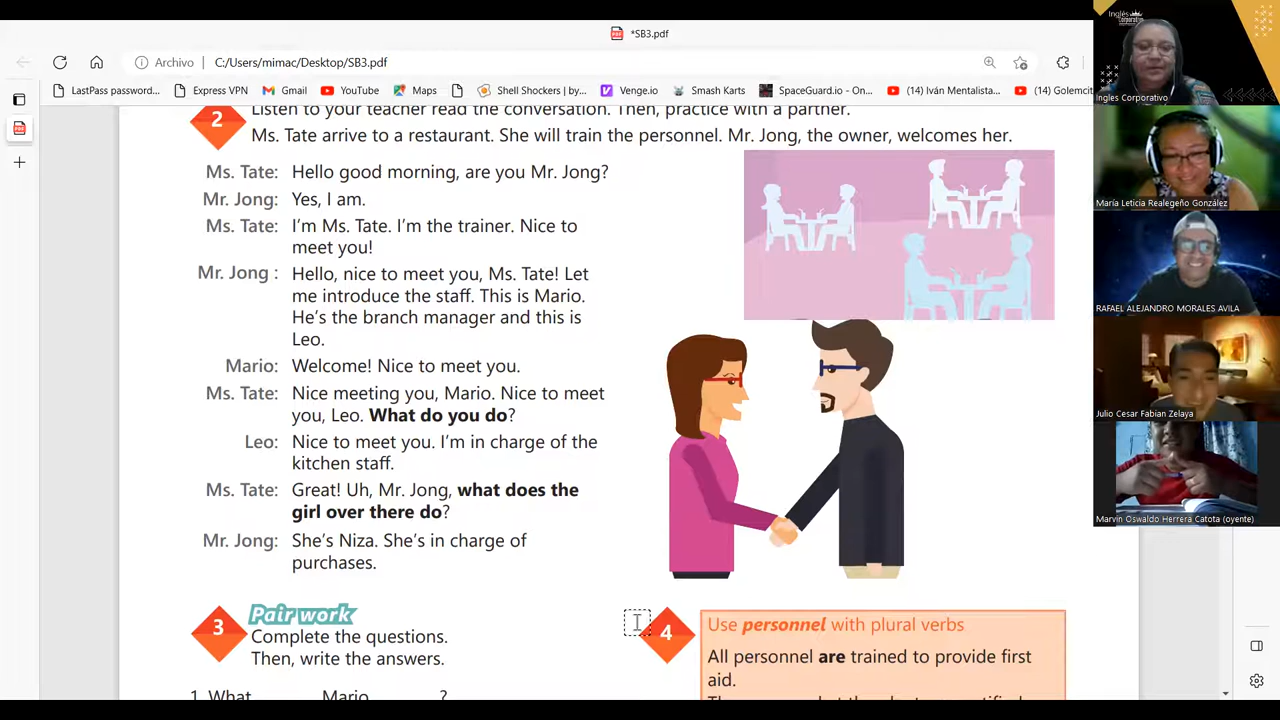 *SB3.pdf
Archivo
C:/Users/mimac/Desktop/SB3.pdf
LastPass password... Express VPN Gmail YouTube Maps Shell Shockers | by... Venge.io Smash Karts SpaceGuard.io - On... (14) Iván Mentalista... (14) Golemcit
2 Listen to your teacher read the conversation. Then, practice with a partner.
Ms. Tate arrive to a restaurant. She will train the personnel. Mr. Jong, the owner, welcomes her.
Ms. Tate: Hello good morning, are you Mr. Jong?
Mr. Jong: Yes, I am.
Ms. Tate: I'm Ms. Tate. I'm the trainer. Nice to
meet you!
Mr. Jong : Hello, nice to meet you, Ms. Tate! Let
me introduce the staff. This is Mario.
He's the branch manager and this is
Leo.
Mario: Welcome! Nice to meet you.
Ms. Tate: Nice meeting you, Mario. Nice to meet
you, Leo. What do you do?
Leo: Nice to meet you. I'm in charge of the
kitchen staff.
Ms. Tate: Great! Uh, Mr. Jong, what does the
girl over there do?
Mr. Jong: She's Niza. She's in charge of
purchases.
3 Pair work
Complete the questions.
Then, write the answers.
1. What Mario ?
4 Use personnel with plural verbs
All personnel are trained to provide first
aid.
Inglés
Corporativo
Ingles Corporativo
María Leticia Realegeño González
RAFAEL ALEJANDRO MORALES AVILA
Julio Cesar Fabian Zelaya
Marvin Oswaldo Herrera Catota (oyente)